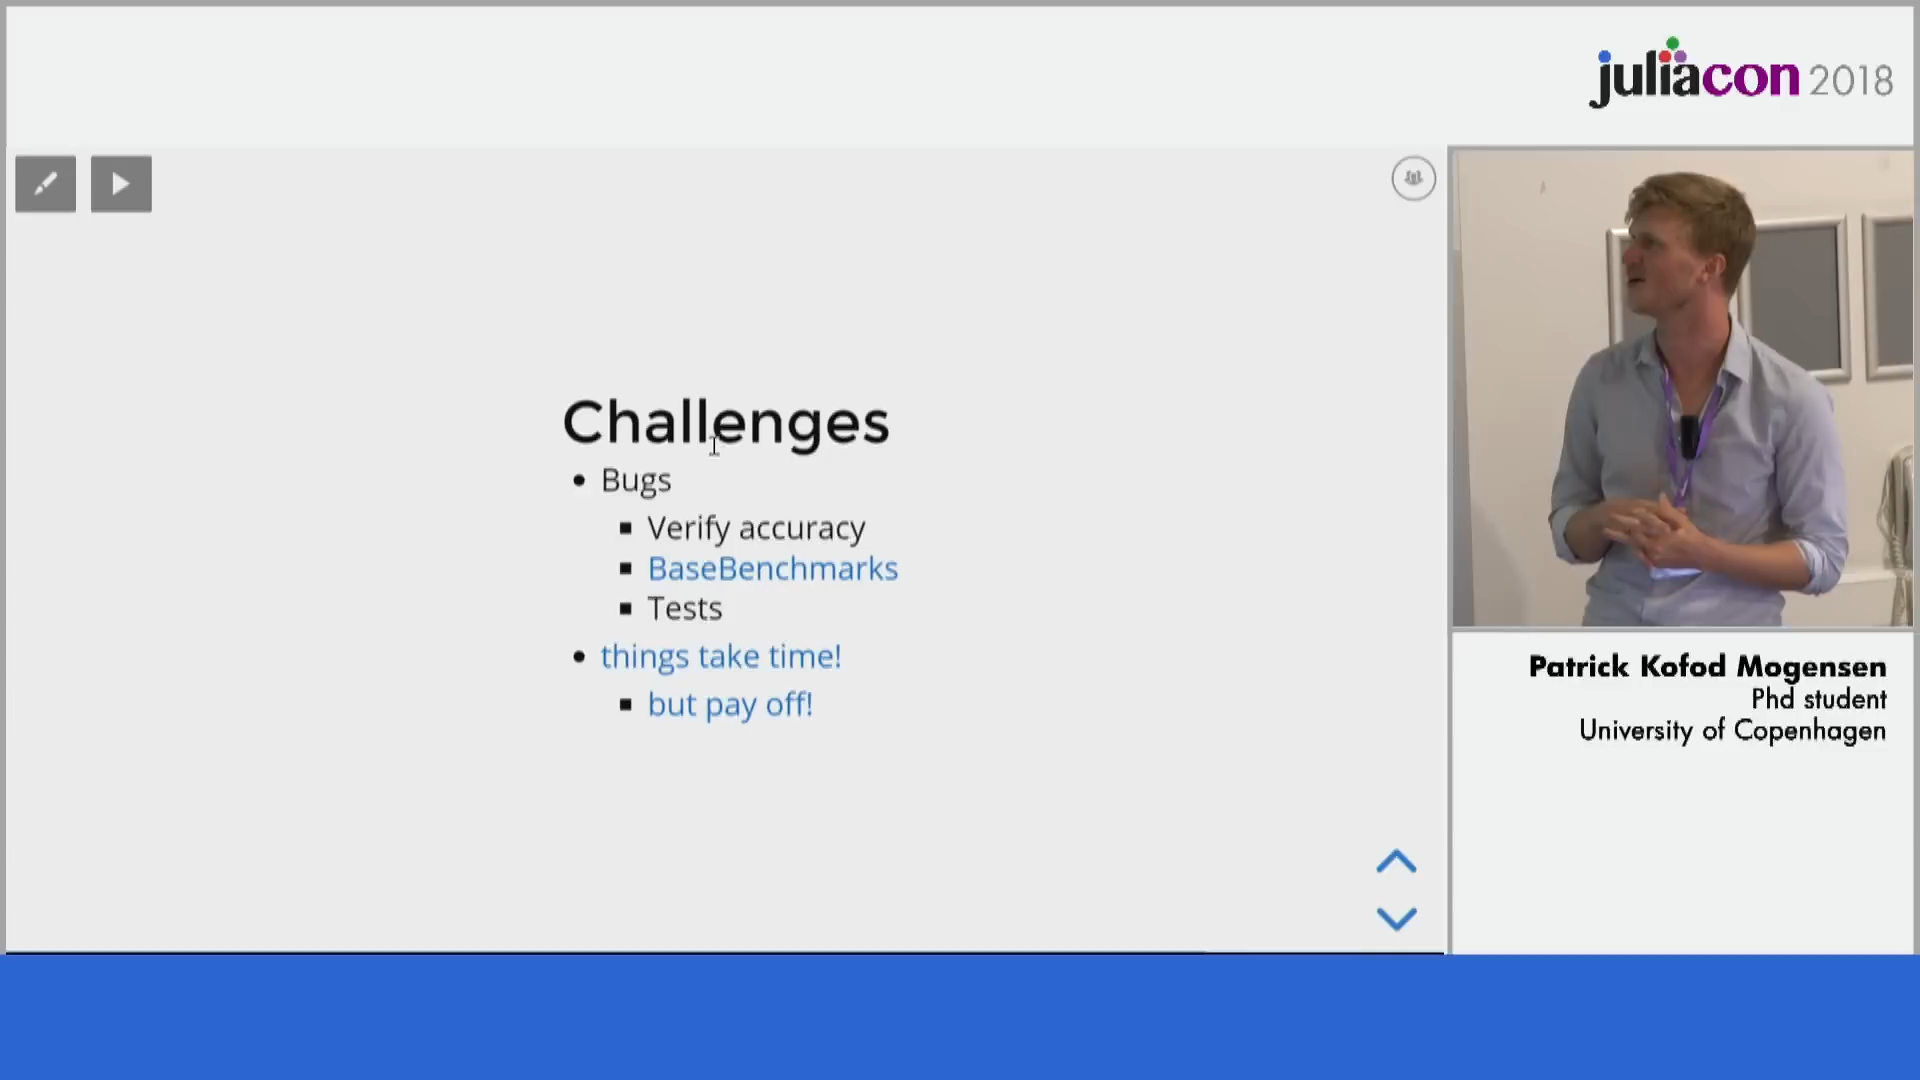 juliacon 2018
Challenges
Bugs
Verify accuracy
BaseBenchmarks
Tests
things take time!
but pay off!
Patrick Kofod Mogensen
Phd student
University of Copenhagen